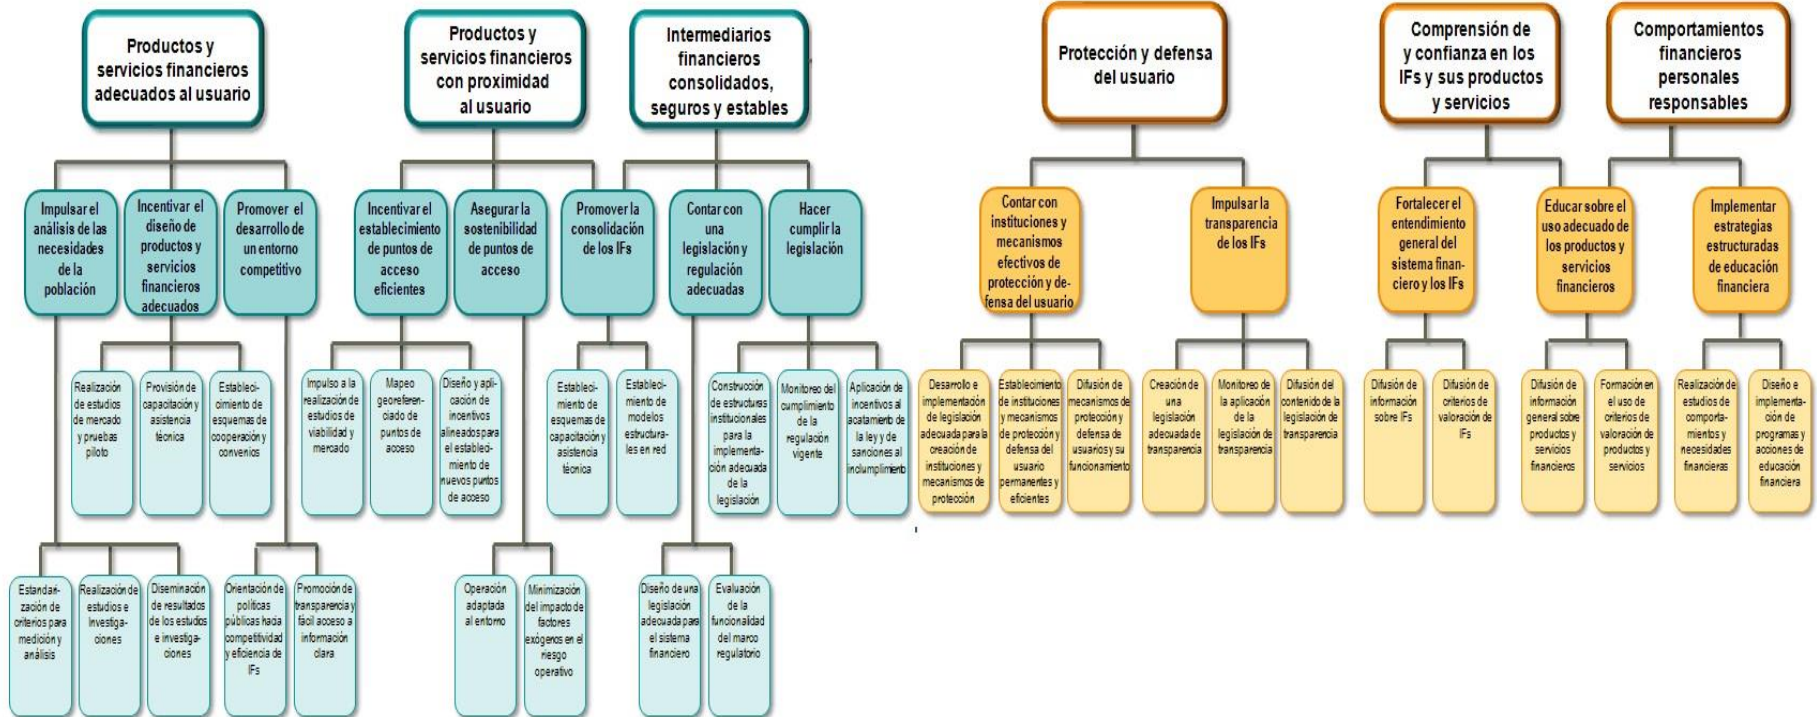 Productos y
servicios financieros
adecuados al usuario
Productos y
servicios financieros
con proximidad
al usuario
Intermediarios
financieros
consolidados,
seguros y estables
Protección y defensa
del usuario
Comprensión de
y confianza en los
IFs y sus productos
y servicios
Comportamientos
financieros
personales
responsables
Impulsar el
análisis de las
necesidades
de la
población
Incentivar el
diseño de
productos y
servicios
financieros
adecuados
Promover el
desarrollo de
un entorno
competitivo
Incentivar el
establecimiento
de puntos de
acceso
eficientes
Asegurar la
sostenibilidad
de puntos de
acceso
Promover la
consolidación
de los IFs
Contar con
una
legislación y
regulación
adecuadas
Hacer
cumplir la
legislación
Contar con
instituciones y
mecanismos
efectivos de
protección y de-
fensa del usuario
Impulsar la
transparencia
de los IFs
Fortalecer el
entendimiento
general del
sistema finan-
ciero y los IFs
Educar sobre el
uso adecuado de
los productos y
servicios
financieros
Implementar
estrategias
estructuradas
de educación
financiera
Realización
de estudios
de mercado
y pruebas
piloto
Provisión de
capacitación y
asistencia
técnica
Estableci-
miento de
esquemas de
cooperación y
convenios
Impulso a la
realización de
estudios de
viabilidad y
mercado
Mapeo
georeferen-
ciado de
puntos de
acceso
Diseño y apli-
cación de
incentivos
alineados para
el estableci-
miento de
nuevos puntos
de acceso
Estableci-
miento de
esquemas de
capacitación y
asistencia
técnica
Estableci-
miento de
modelos
estructura-
les en red
Construcción
de estructuras
institucionales
para la
implementa-
ción adecuada
de la
legislación
Monitoreo del
cumplimiento
de la
regulación
vigente
Aplicación de
incentivos al
acatamiento de
la ley y de
sanciones al
inclumplimiento
Desarrollo e
implementación
de legislación
adecuada para la
creación de
instituciones y
mecanismos de
protección
Establecimiento
de instituciones
y mecanismos
de protección y
defensa del
usuario
permanentes y
eficientes
Difusión de
mecanismos de
protección y
defensa de
usuarios y su
funcionamiento
Creación de
una
legislación
adecuada de
transparencia
Monitoreo de
la aplicación
de la
legislación de
transparencia
Difusión del
contenido de la
legislación de
transparencia
Difusión de
información
sobre IFs
Difusión de
criterios de
valoración de
IFs
Difusión de
información
general sobre
productos y
servicios
financieros
Formación en
el uso de
criterios de
valoración de
productos y
servicios
Realización de
estudios de
comporta-
mientos y
necesidades
financieras
Diseño e
implementa-
ción de
programas y
acciones de
educación
financiera
Estandari-
zación de
criterios para
medición y
análisis
Realización de
estudios e
Investiga-
ciones
Diseminación
de resultados
de los estudios
e investiga-
ciones
Orientación de
políticas
públicas hacia
competitividad
y eficiencia de
IFs
Promoción de
transparencia y
fácil acceso a
información
clara
Operación
adaptada
al entorno
Minimización
del impacto de
factores
exógenos en el
riesgo
operativo
Diseño de una
legislación
adecuada para
el sistema
financiero
Evaluación
de la
funcionalidad
del marco
regulatorio